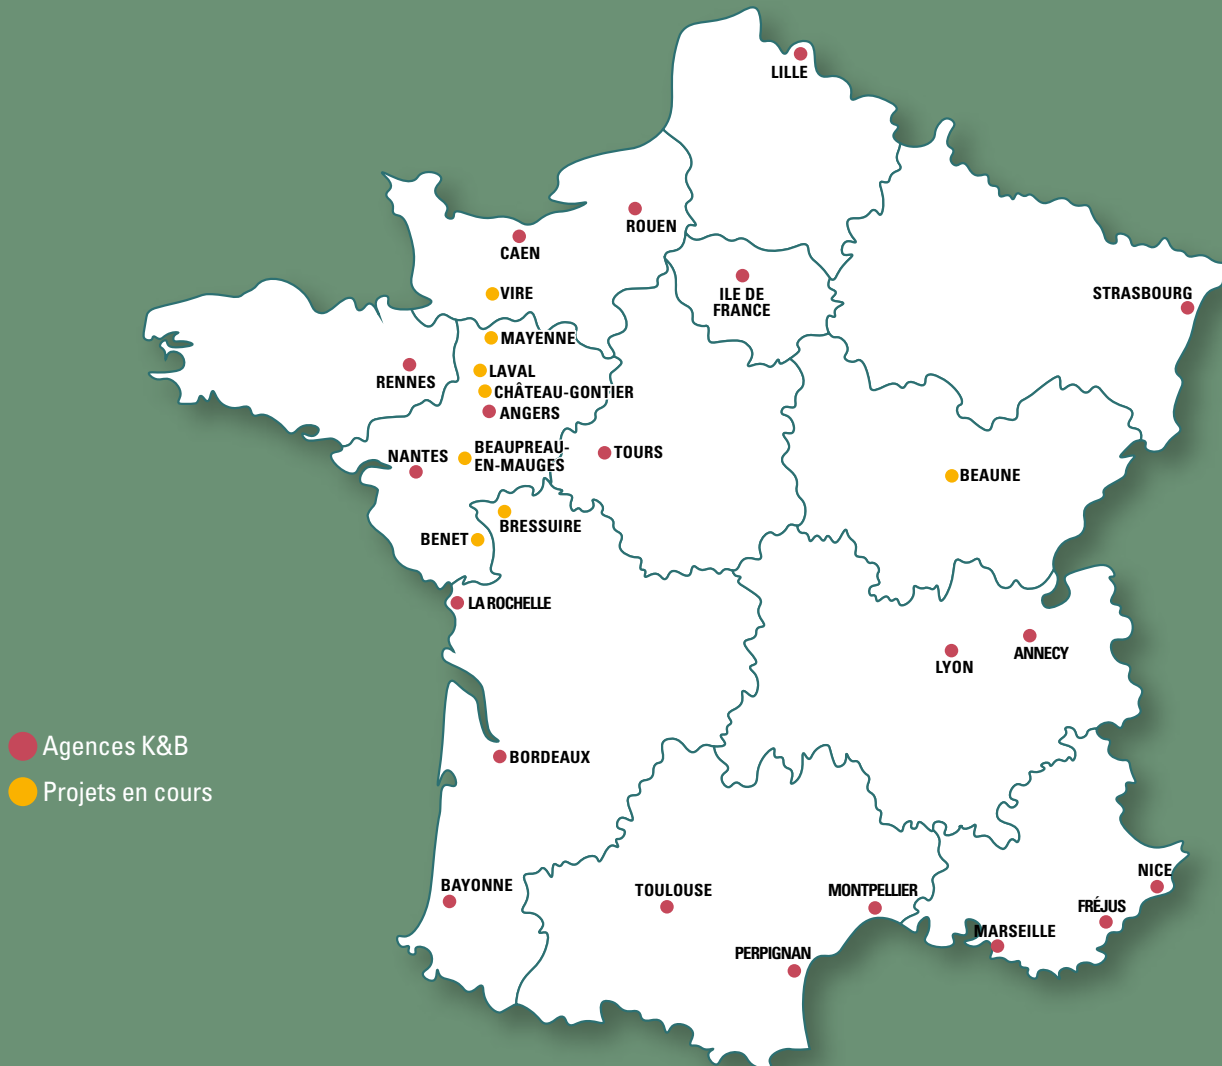 LILLE
ROUEN
CAEN
ILE DE
FRANCE
VIRE
STRASBOURG
MAYENNE
RENNES
LAVAL
CHÂTEAU-GONTIER
ANGERS
NANTES
BEAUPREAU-
EN-MAUGES
TOURS
BEAUNE
BRESSUIRE
BENET
LA ROCHELLE
LYON
ANNECY
Agences K&B
BORDEAUX
Projets en cours
BAYONNE
TOULOUSE
MONTPELLIER
NICE
FRÉJUS
MARSEILLE
PERPIGNAN